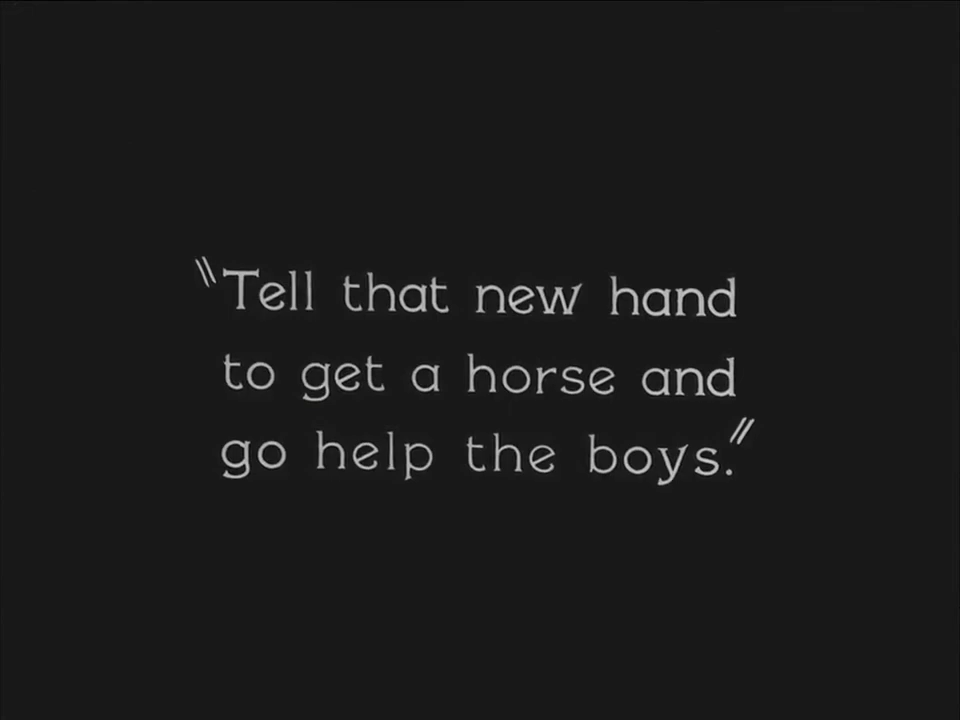 "Tell that new hand
to get a horse and
go help the boys."